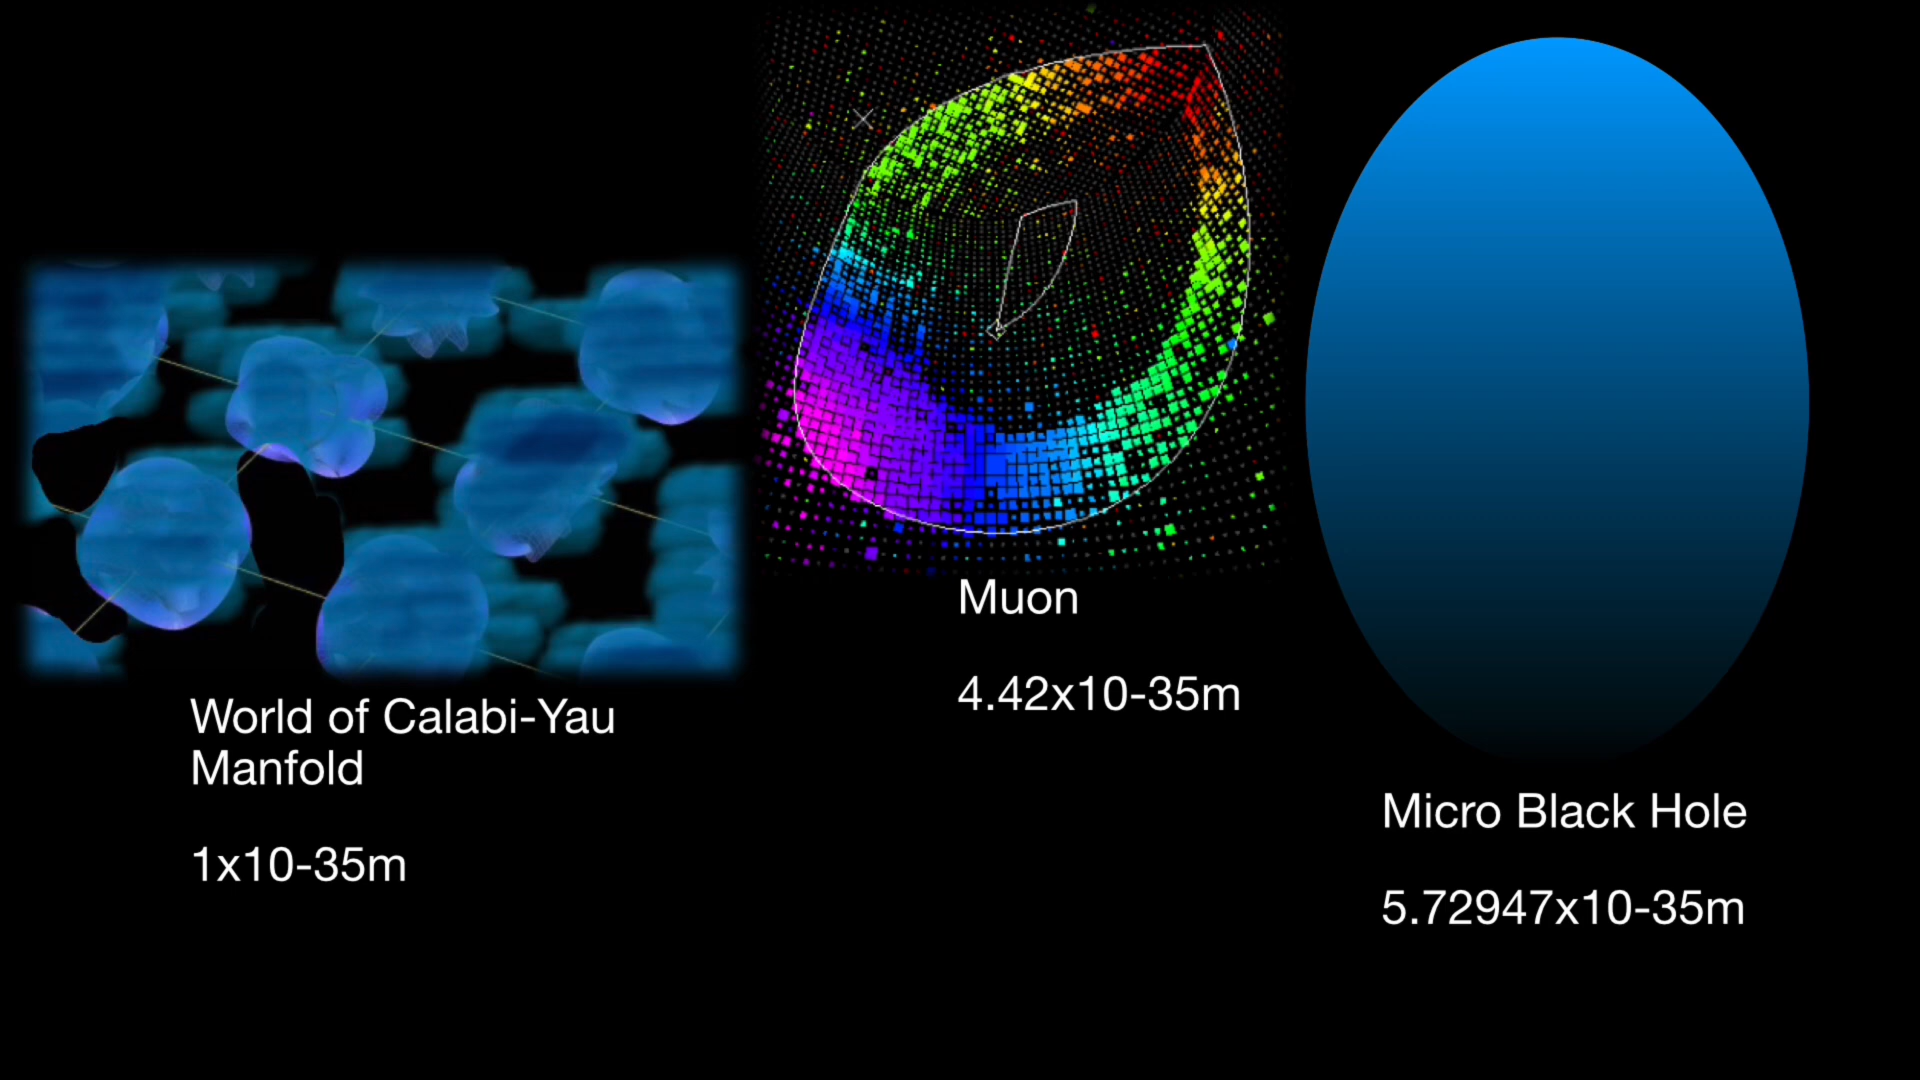 World of Calabi-Yau
Manfold
1x10-35m
Muon
4.42x10-35m
Micro Black Hole
5.72947x10-35m